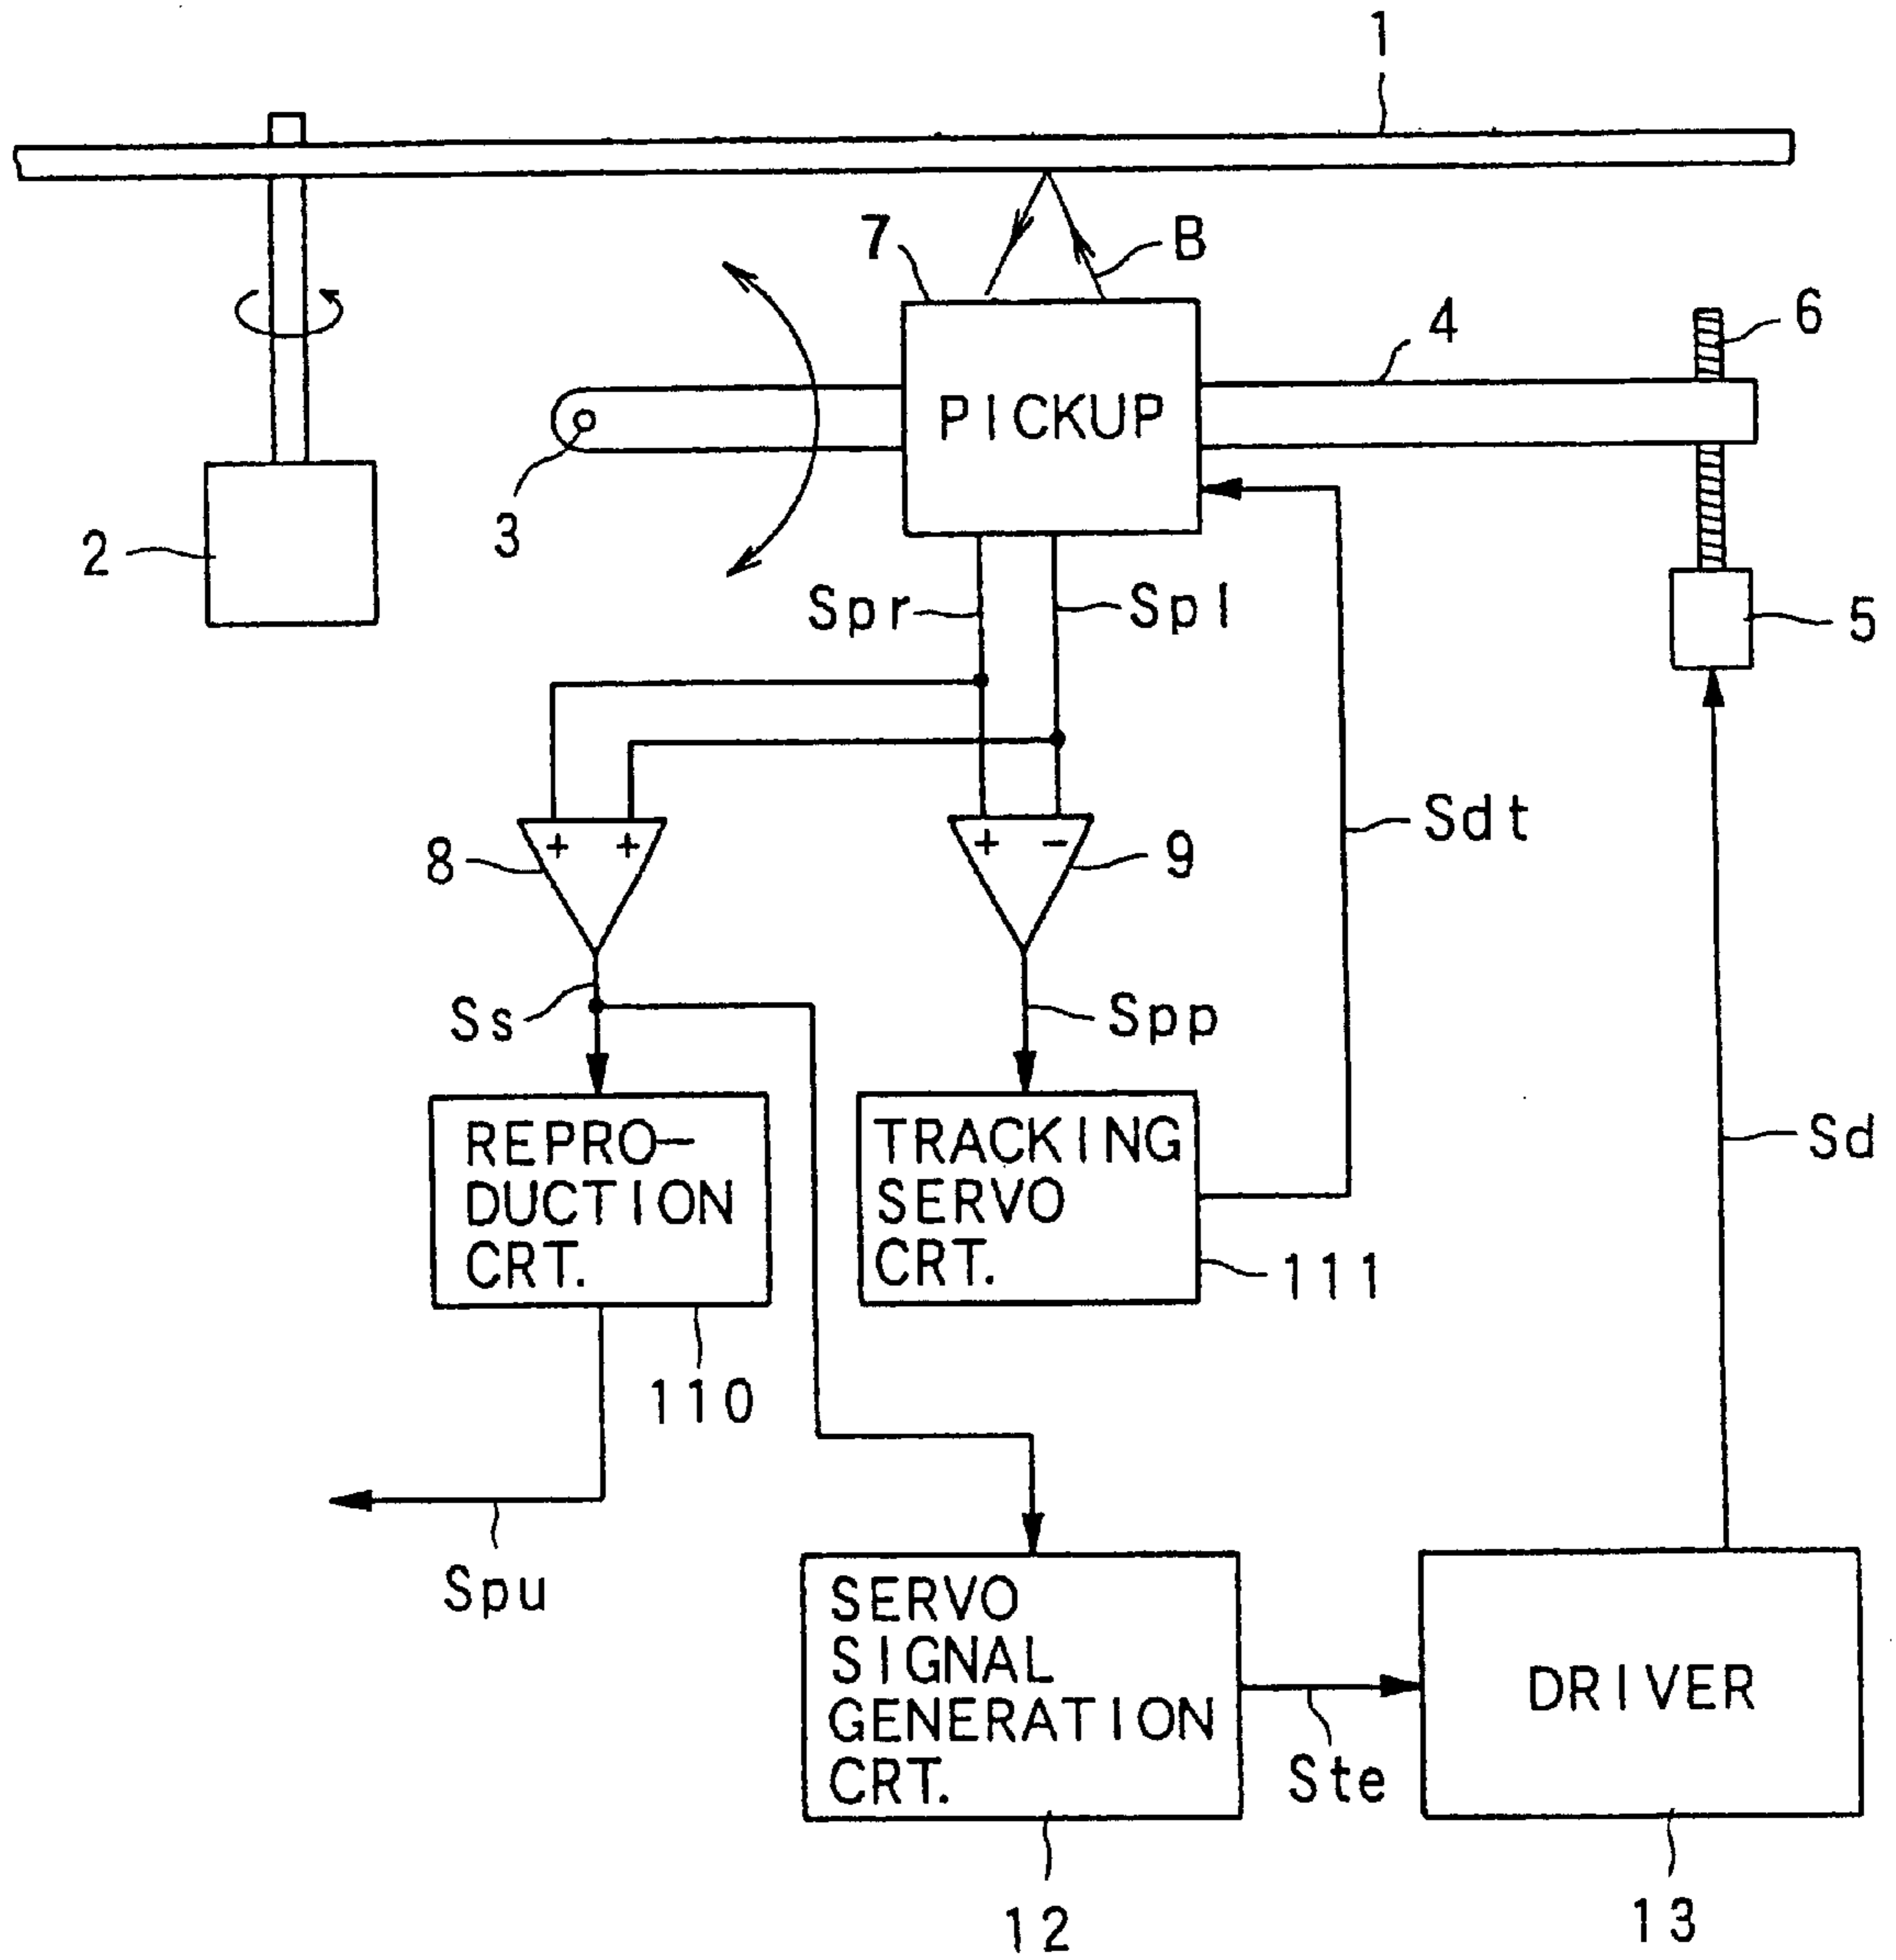 1
7
B
6
4
PICKUP
3
2
Spr
Spl
5
Sdt
+ +
+ −
8
9
Ss
Spp
Sd
REPRO-
DUCTION
CRT.
TRACKING
SERVO
CRT.
111
110
Spu
SERVO
SIGNAL
GENERATION
CRT.
DRIVER
Ste
12
13